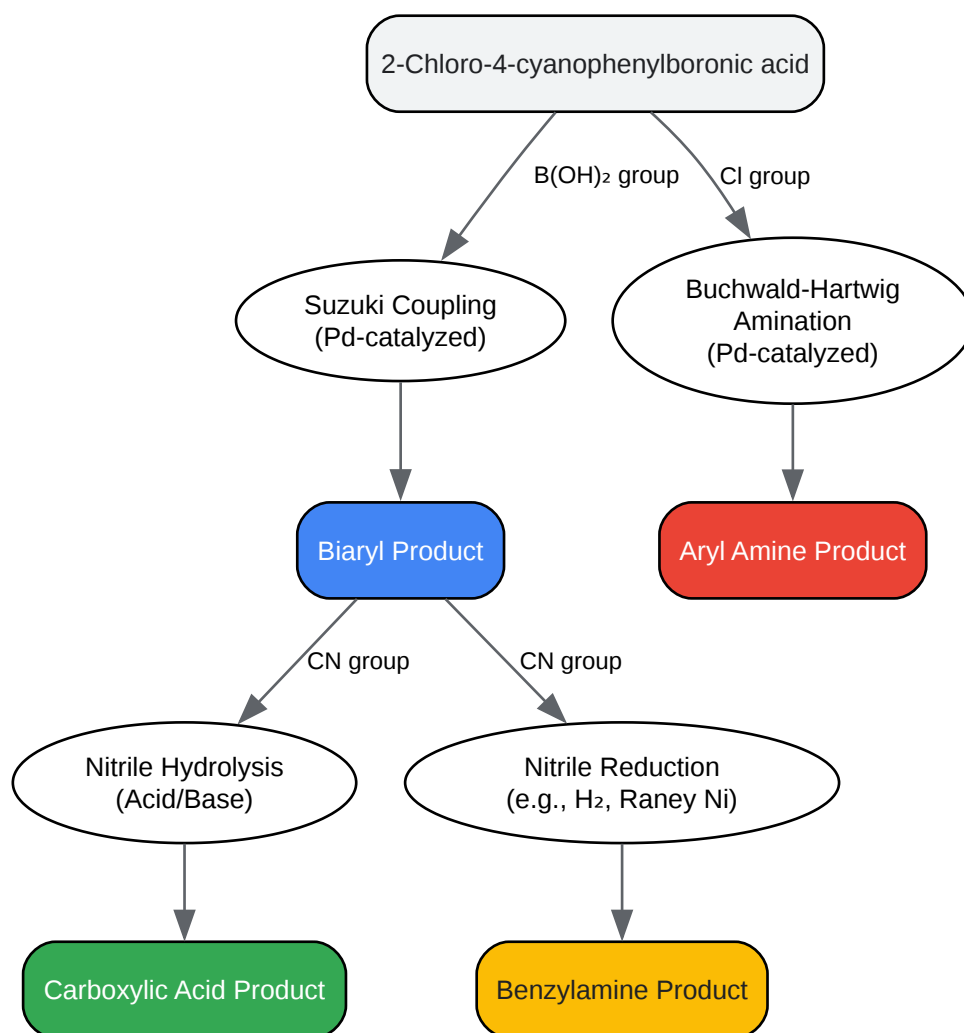 2-Chloro-4-cyanophenylboronic acid
B(OH)₂ group
Cl group
Suzuki Coupling
(Pd-catalyzed)
Buchwald-Hartwig
Amination
(Pd-catalyzed)
Biaryl Product
Aryl Amine Product
CN group
CN group
Nitrile Hydrolysis
(Acid/Base)
Nitrile Reduction
(e.g., H₂, Raney Ni)
Carboxylic Acid Product
Benzylamine Product